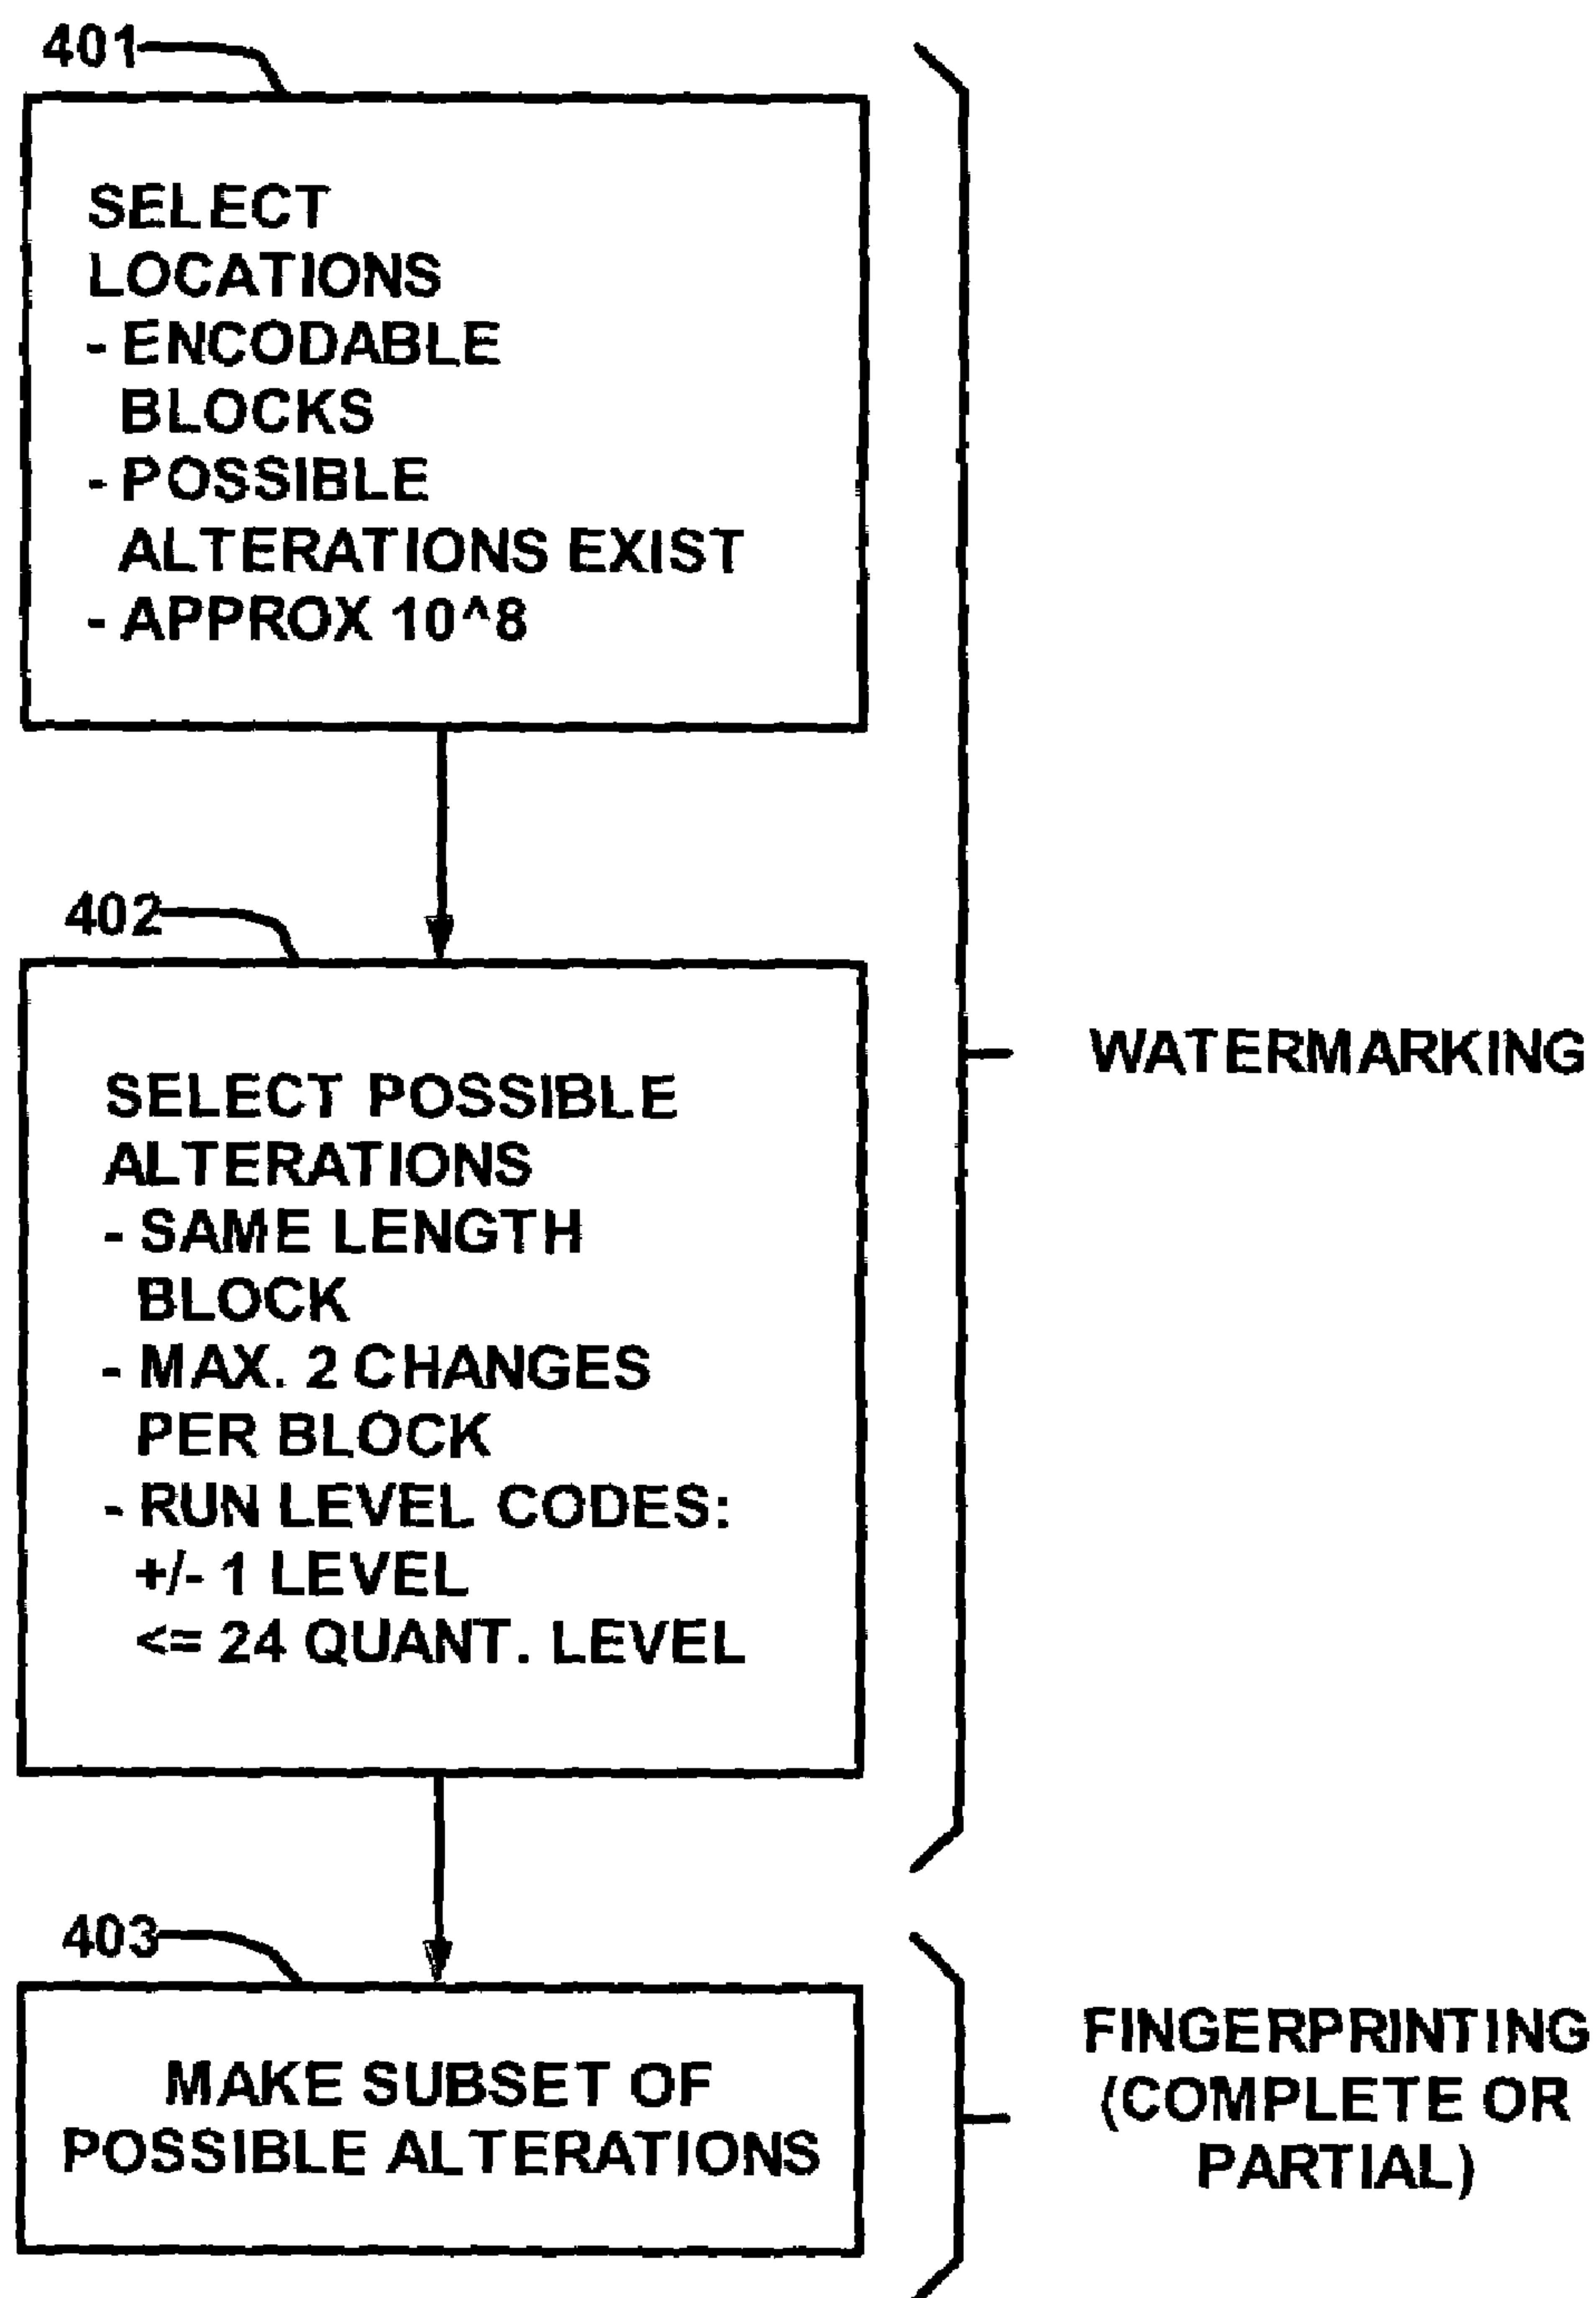 401
SELECT
LOCATIONS
- ENCODABLE
BLOCKS
- POSSIBLE
ALTERATIONS EXIST
- APPROX 10^8
402
SELECT POSSIBLE
ALTERATIONS
- SAME LENGTH
BLOCK
- MAX. 2 CHANGES
PER BLOCK
- RUN LEVEL CODES:
+/- 1 LEVEL
<= 24 QUANT. LEVEL
WATERMARKING
403
MAKE SUBSET OF
POSSIBLE ALTERATIONS
FINGERPRINTING
(COMPLETE OR
PARTIAL)